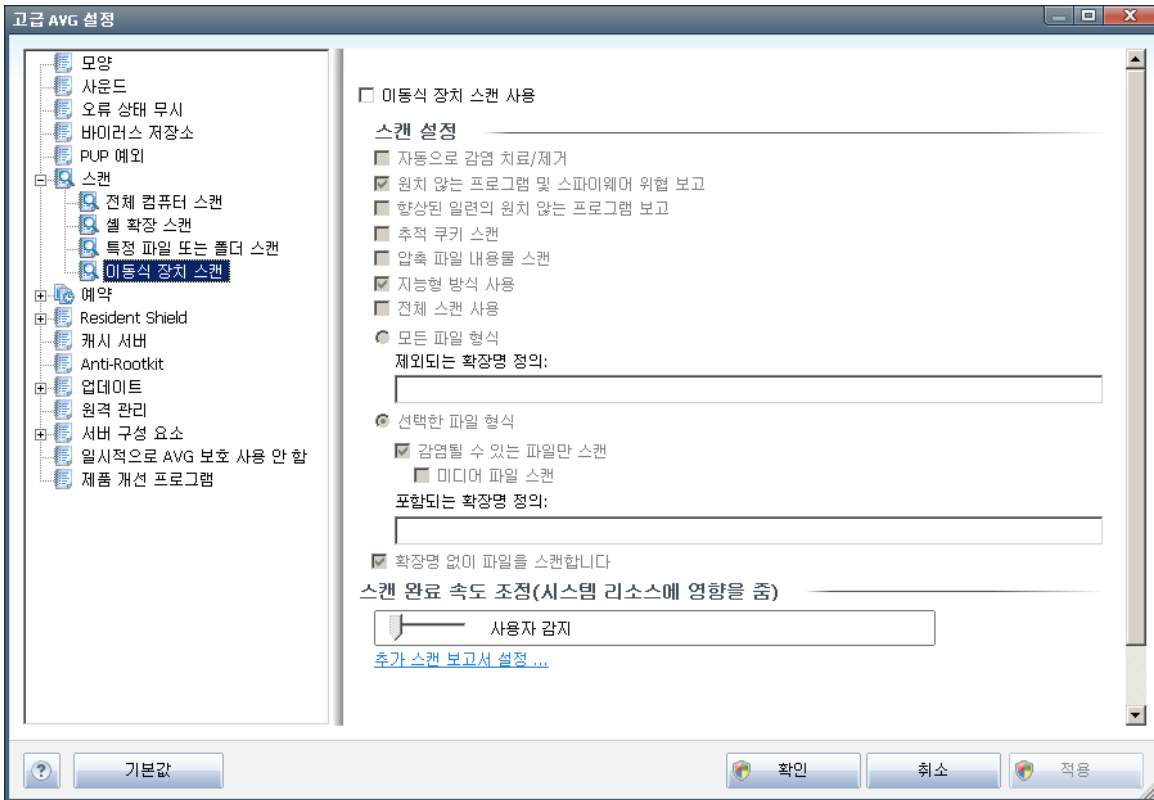 고급 AVG 설정
모양
사운드
오류 상태 무시
바이러스 저장소
PUP 예외
스캔
전체 컴퓨터 스캔
셸 확장 스캔
특정 파일 또는 폴더 스캔
이동식 장치 스캔
예약
Resident Shield
캐시 서버
Anti-Rootkit
업데이트
원격 관리
서버 구성 요소
일시적으로 AVG 보호 사용 안 함
제품 개선 프로그램
이동식 장치 스캔 사용
스캔 설정
자동으로 감염 치료/제거
원치 않는 프로그램 및 스파이웨어 위협 보고
향상된 일련의 원치 않는 프로그램 보고
추적 쿠키 스캔
압축 파일 내용물 스캔
지능형 방식 사용
전체 스캔 사용
모든 파일 형식
제외되는 확장명 정의:
선택한 파일 형식
감염될 수 있는 파일만 스캔
미디어 파일 스캔
포함되는 확장명 정의:
확장명 없이 파일을 스캔합니다
스캔 완료 속도 조정(시스템 리소스에 영향을 줌)
사용자 감지
추가 스캔 보고서 설정 ...
?
기본값
확인
취소
적용